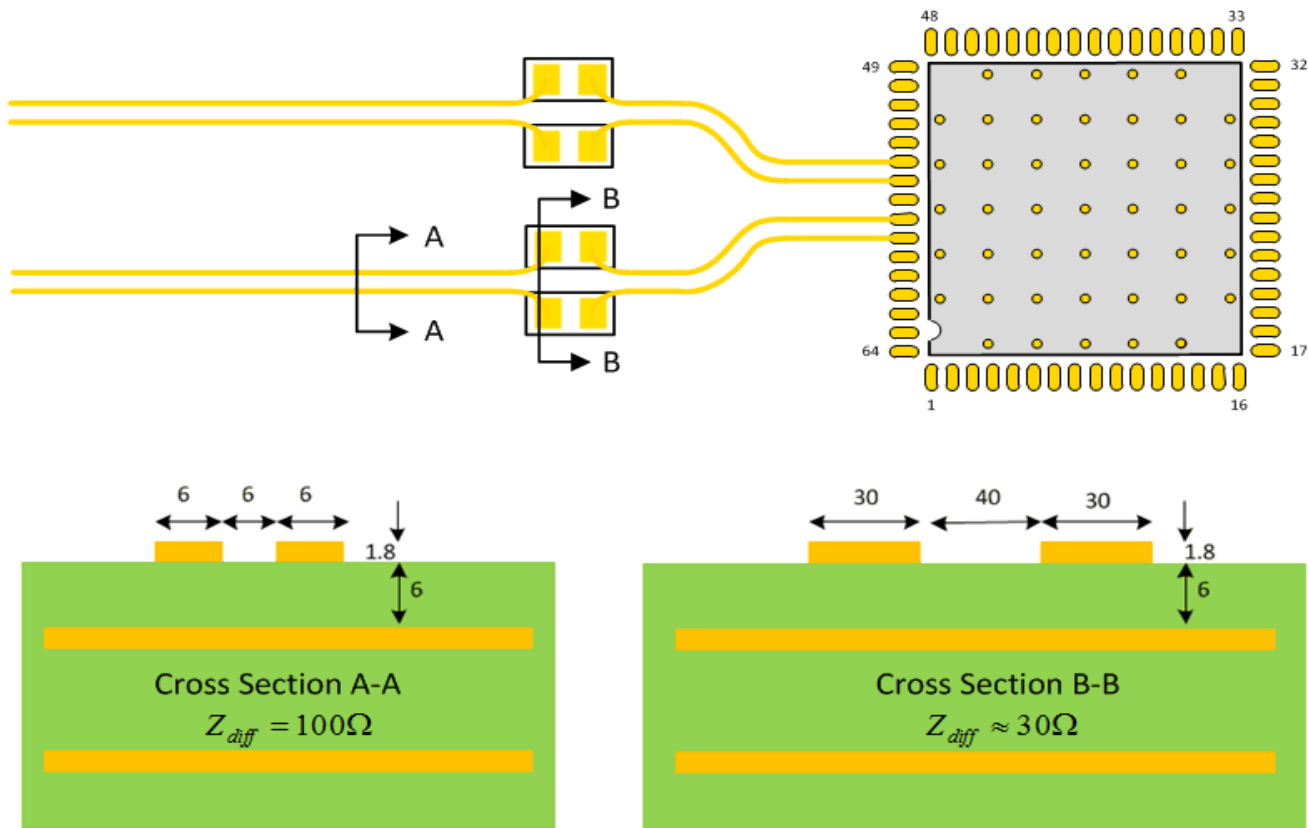 48 33
49 32
B
A
A
B
64 17
1 16
6 6 6
1.8
6
30 40 30
1.8
6
Cross Section A-A
Z_diff = 100Ω
Cross Section B-B
Z_diff ≈ 30Ω